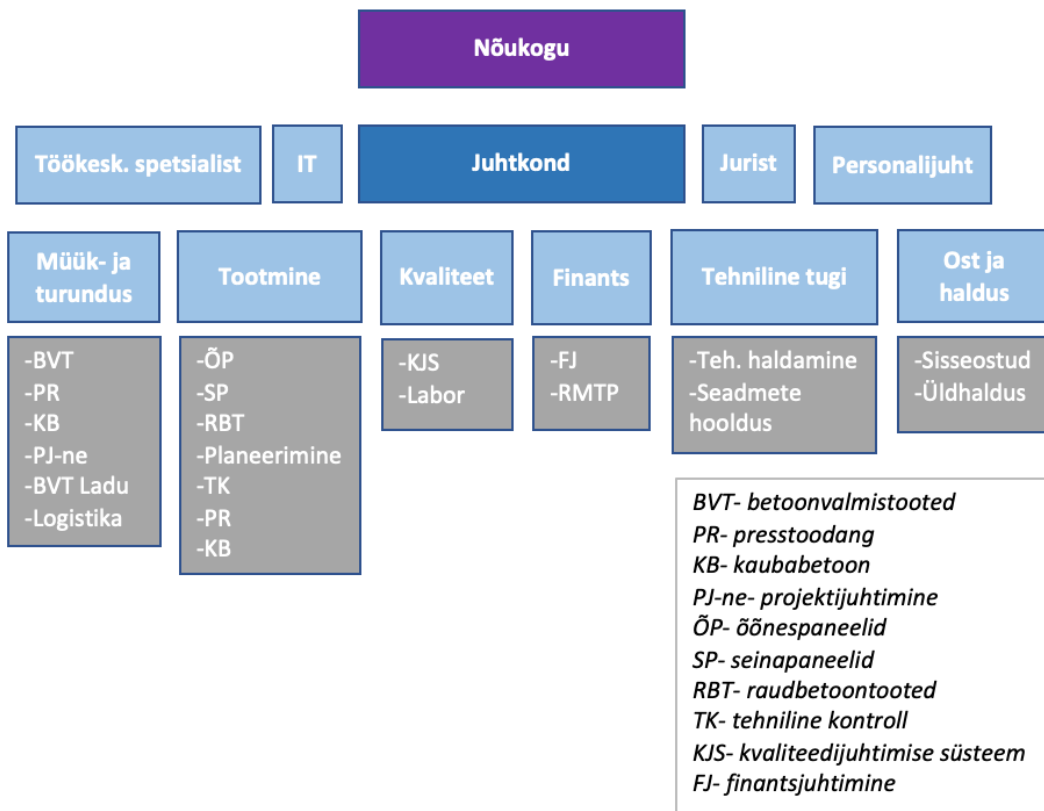 Nõukogu
Töökesk. spetsialist
IT
Juhtkond
Jurist
Personalijuht
Müük- ja
turundus
Tootmine
Kvaliteet
Finants
Tehniline tugi
Ost ja
haldus
-BVT
-PR
-KB
-PJ-ne
-BVT Ladu
-Logistika
-ÕP
-SP
-RBT
-Planeerimine
-TK
-PR
-KB
-KJS
-Labor
-FJ
-RMTP
-Teh. haldamine
-Seadmete
hooldus
-Sisseostud
-Üldhaldus
BVT- betoonvalmistooted
PR- presstoodang
KB- kaubabetoon
PJ-ne- projektijuhtimine
ÕP- õõnespaneelid
SP- seinapaneelid
RBT- raudbetoontooted
TK- tehniline kontroll
KJS- kvaliteedijuhtimise süsteem
FJ- finantsjuhtimine